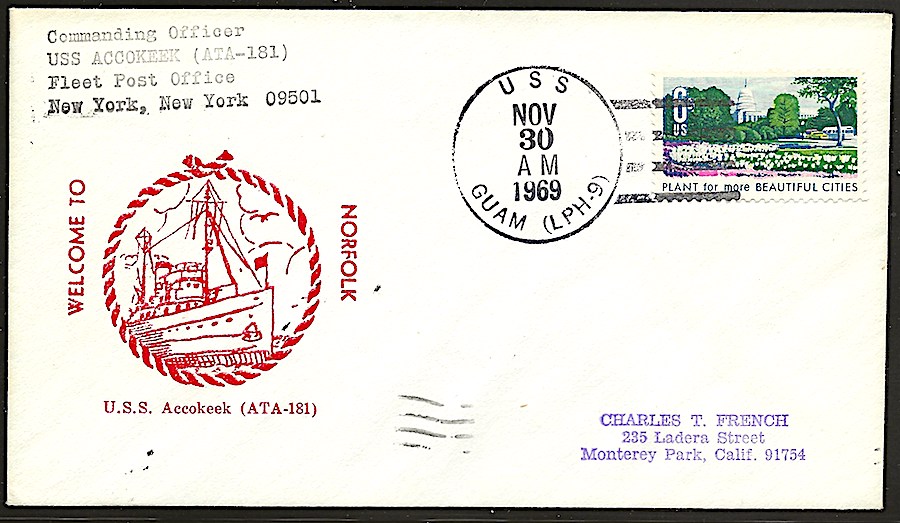 Commanding Officer
USS ACCOKEEK (ATA-181)
Fleet Post Office
New York, New York 09501
USS
NOV
30
AM
1969
GUAM (LPH-9)
6
US
PLANT for more BEAUTIFUL CITIES
WELCOME TO
NORFOLK
U.S.S. Accokeek (ATA-181)
CHARLES T. FRENCH
235 Ladera Street
Monterey Park, Calif. 91754